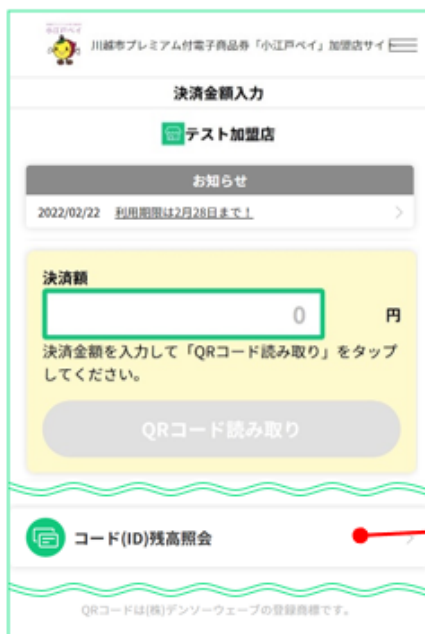 小江戸ペイ
川越市プレミアム付電子商品券「小江戸ペイ」加盟店サイ
決済金額入力
テスト加盟店
お知らせ
2022/02/22 利用期限は2月28日まで！
決済額
0 円
決済金額を入力して「QRコード読み取り」をタップ
してください。
QRコード読み取り
コード(ID)残高照会
QRコードは(株)デンソーウェーブの登録商標です。